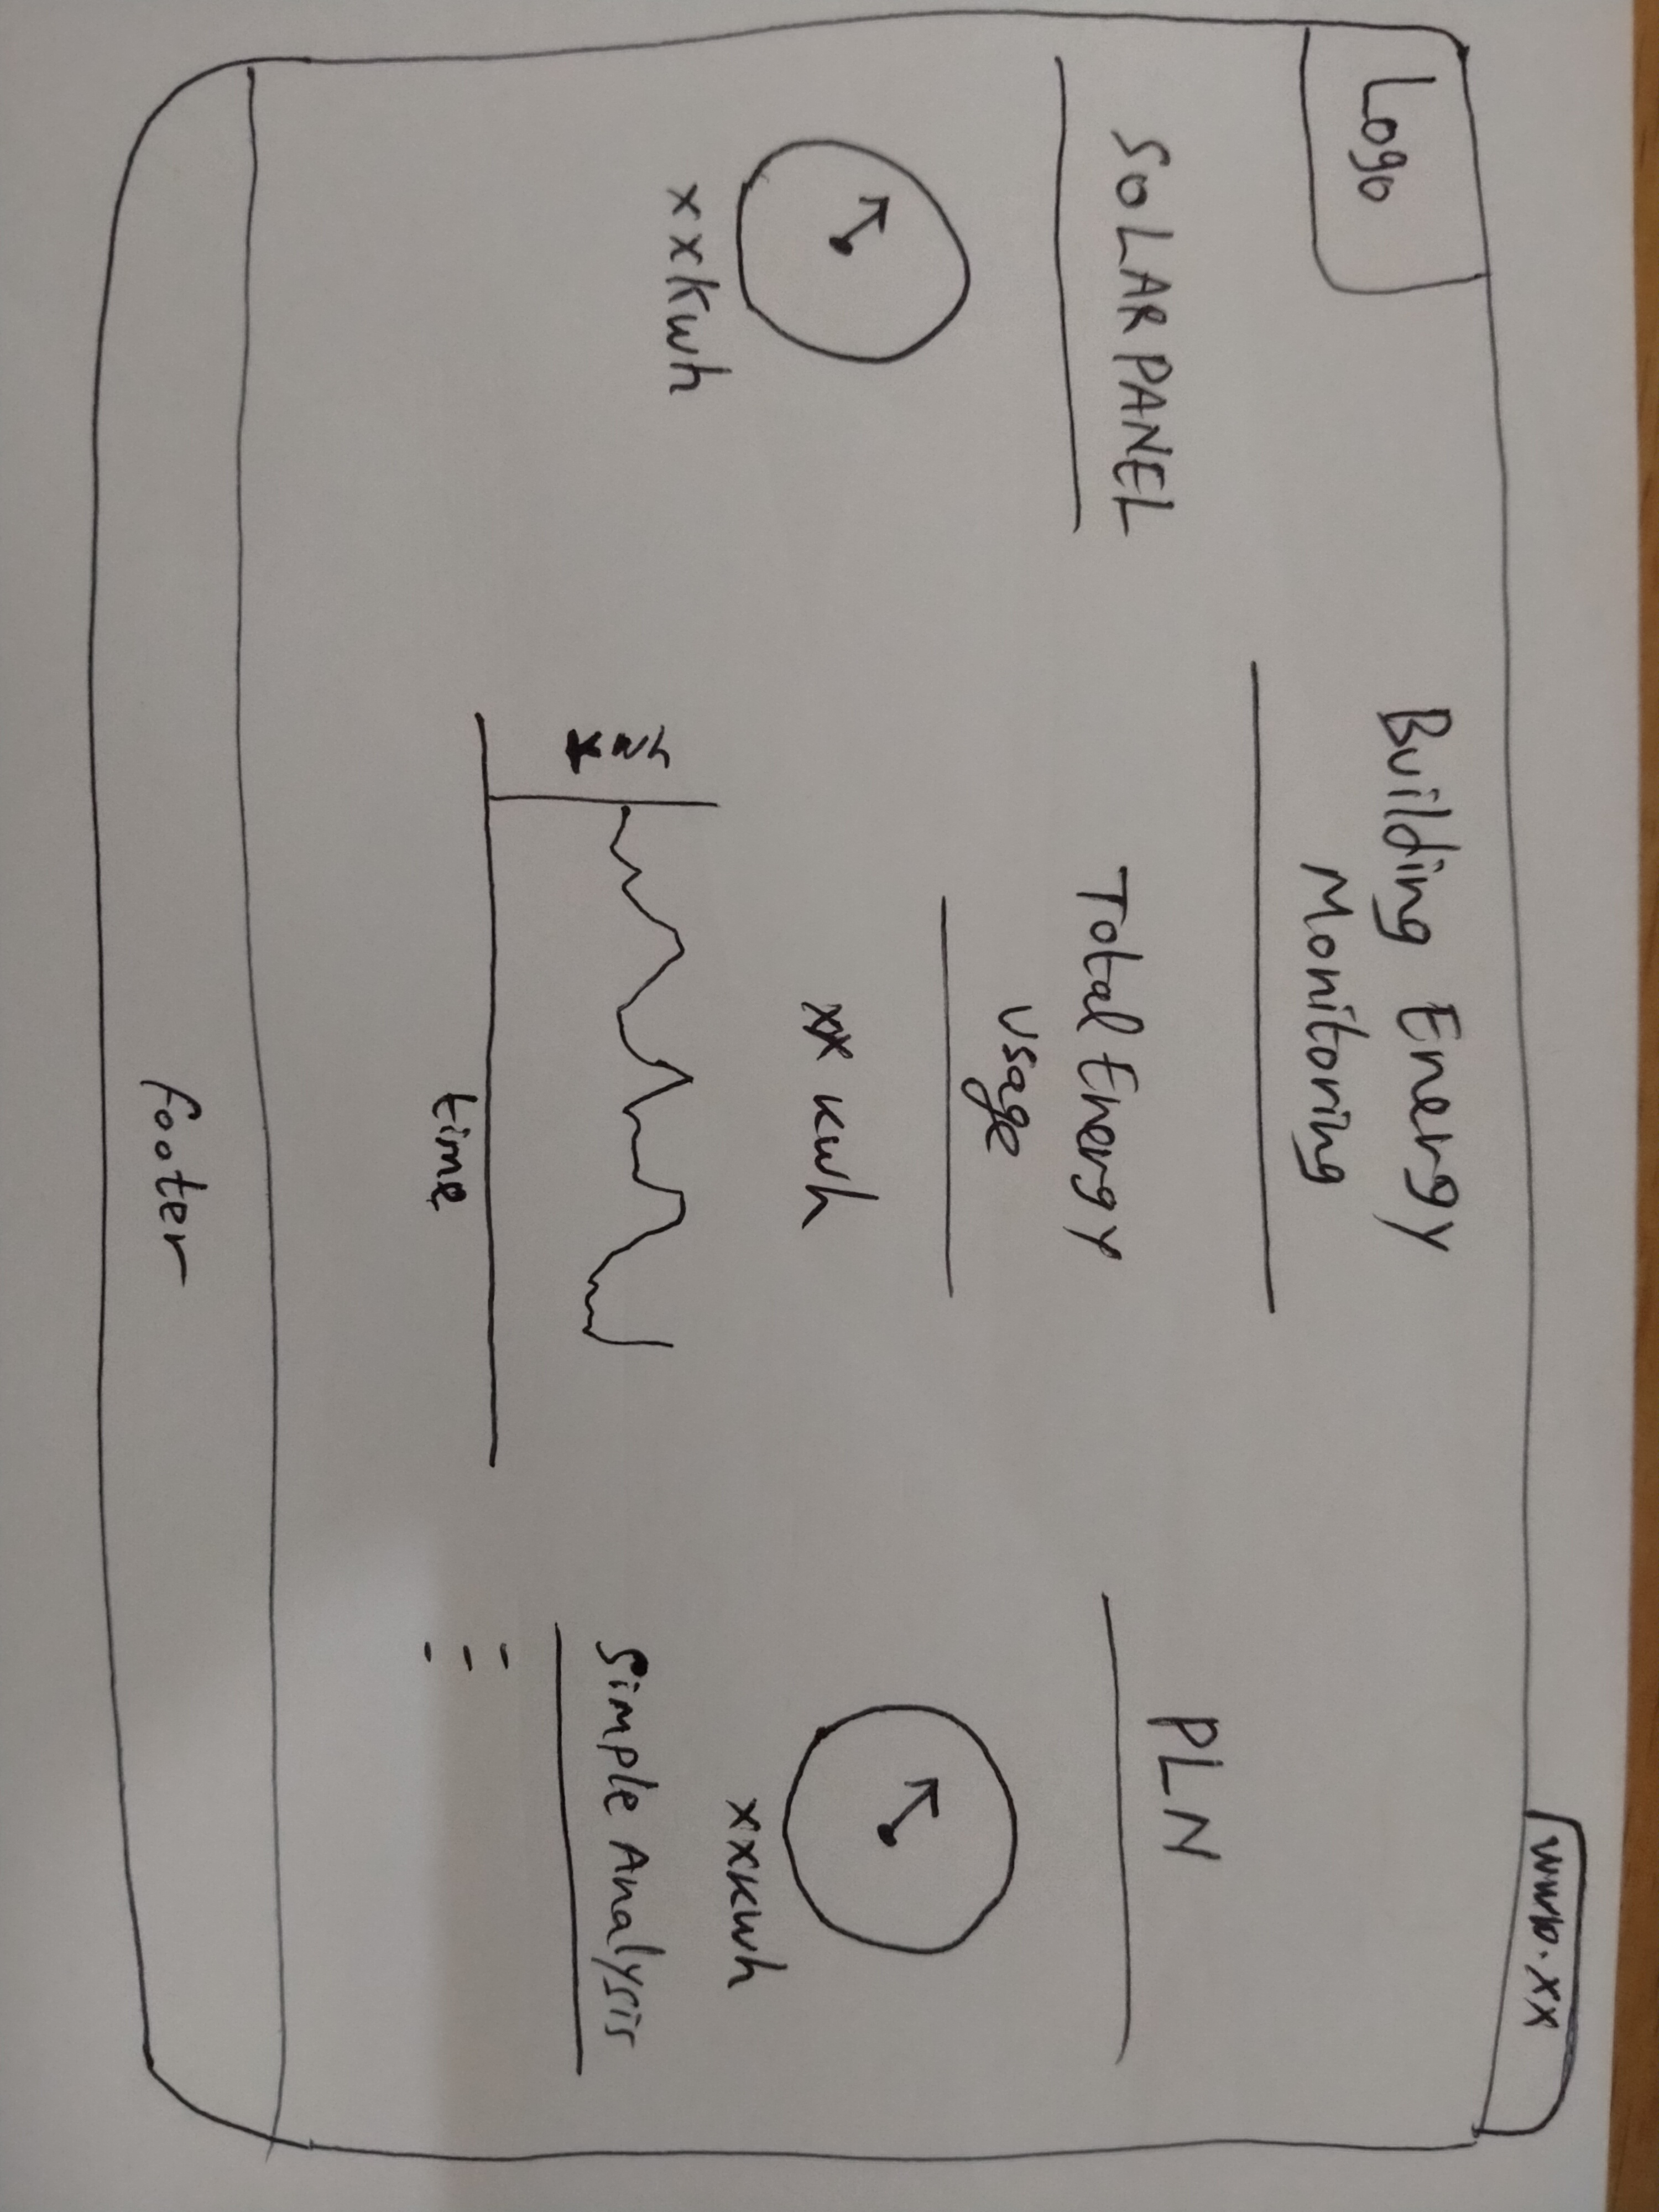 www.xx
Logo
Building Energy
Monitoring
SOLAR PANEL
xxkwh
Total Energy
Usage
xx kwh
kwh
time
PLN
xxkwh
Simple Analysis
footer